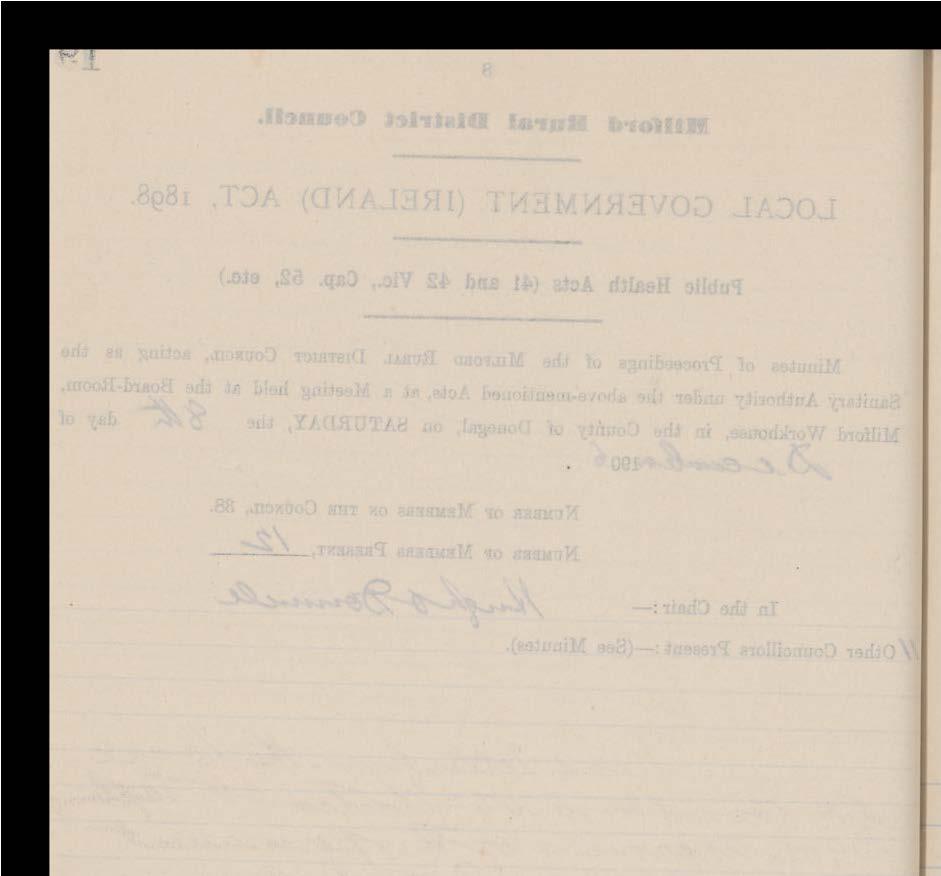 8
Milford Rural District Council.
LOCAL GOVERNMENT (IRELAND) ACT, 1898.
Public Health Acts (41 and 42 Vic., Cap. 52, etc.)
Minutes of Proceedings of the MILFORD RURAL DISTRICT COUNCIL, acting as the
Sanitary Authority under the above-mentioned Acts, at a Meeting held at the Board-Room,
Milford Workhouse, in the County of Donegal, on SATURDAY, the 8th day of
December 1906.
NUMBER OF MEMBERS ON THE COUNCIL, 38.
NUMBER OF MEMBERS PRESENT, 12
In the Chair:— Hugh O Donnell
11 Other Councillors Present:—(See Minutes).